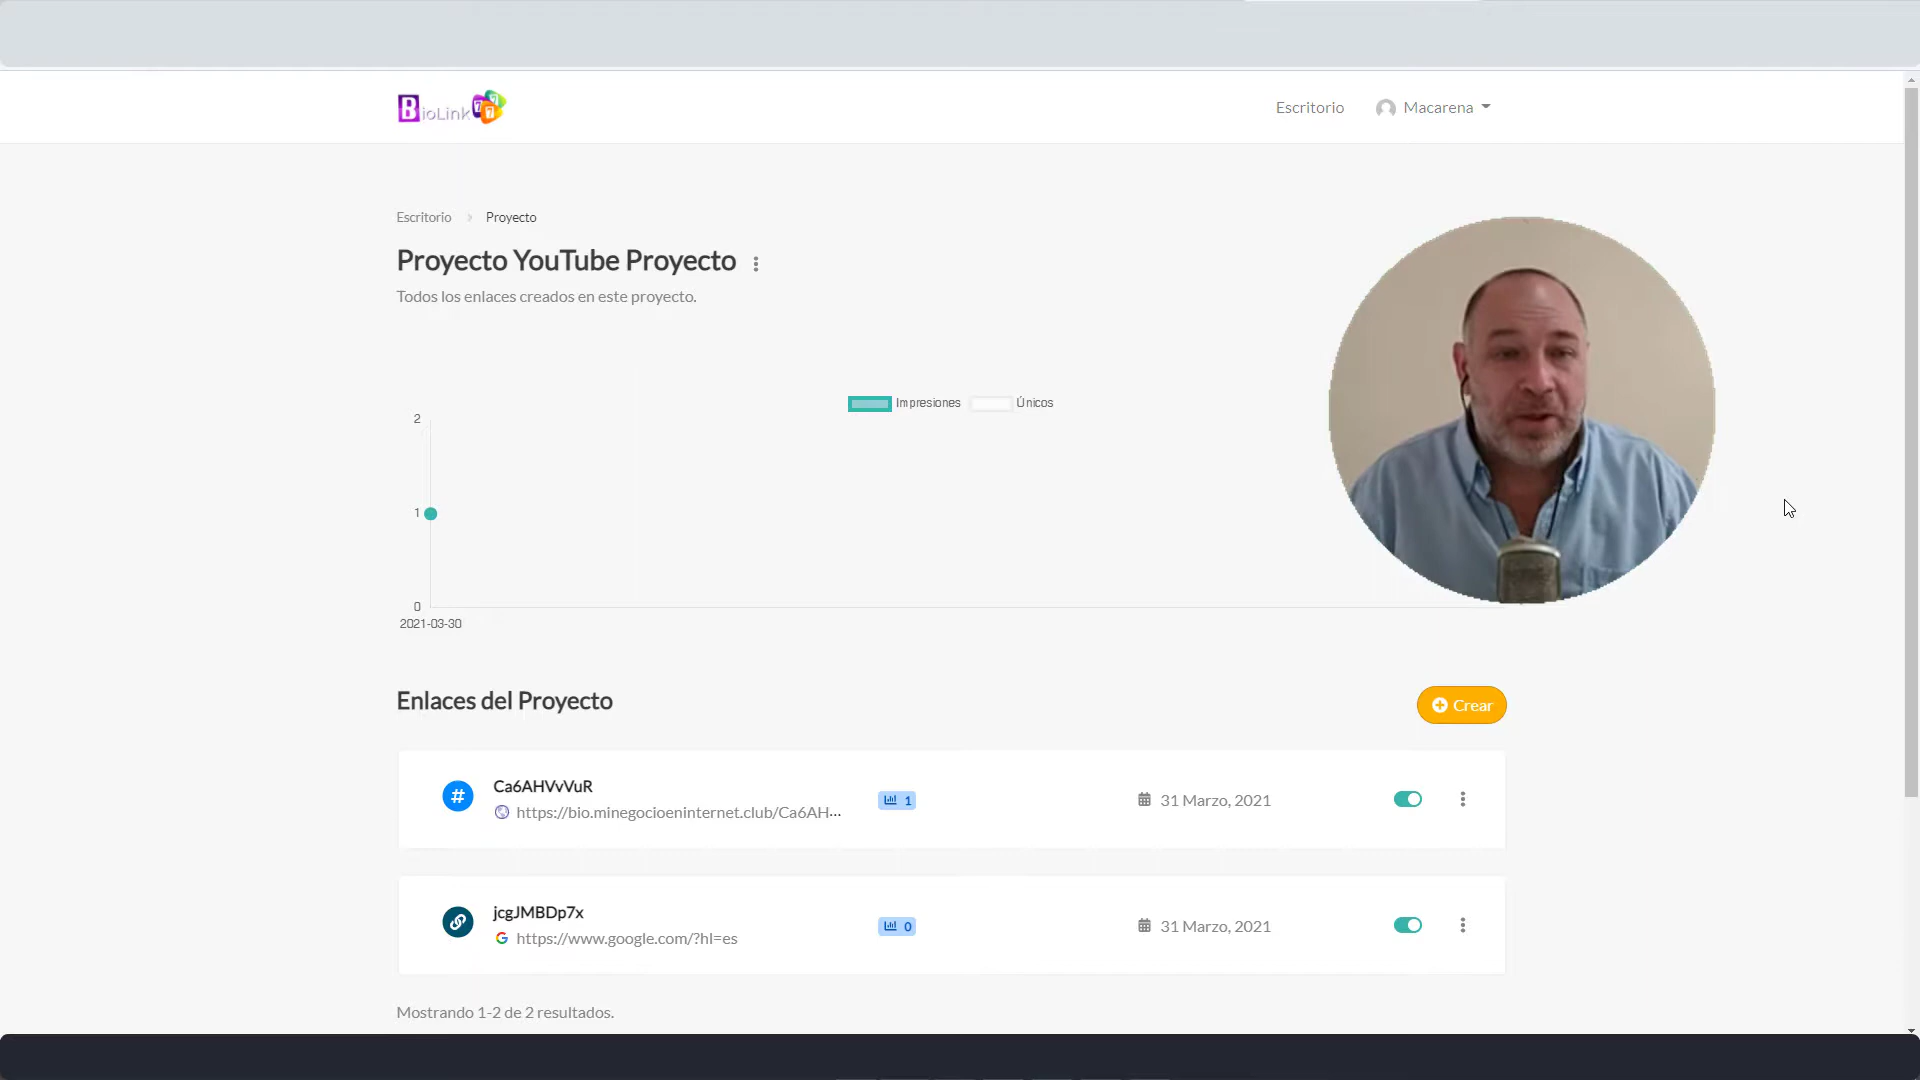 BioLink 777
Escritorio
Macarena
Escritorio > Proyecto
Proyecto YouTube Proyecto
Todos los enlaces creados en este proyecto.
Impresiones Únicos
2
1
0
2021-03-30
Enlaces del Proyecto
Crear
Ca6AHVvVuR
https://bio.minegocioeninternet.club/Ca6AH...
1
31 Marzo, 2021
jcgJMBDp7x
https://www.google.com/?hl=es
0
31 Marzo, 2021
Mostrando 1-2 de 2 resultados.